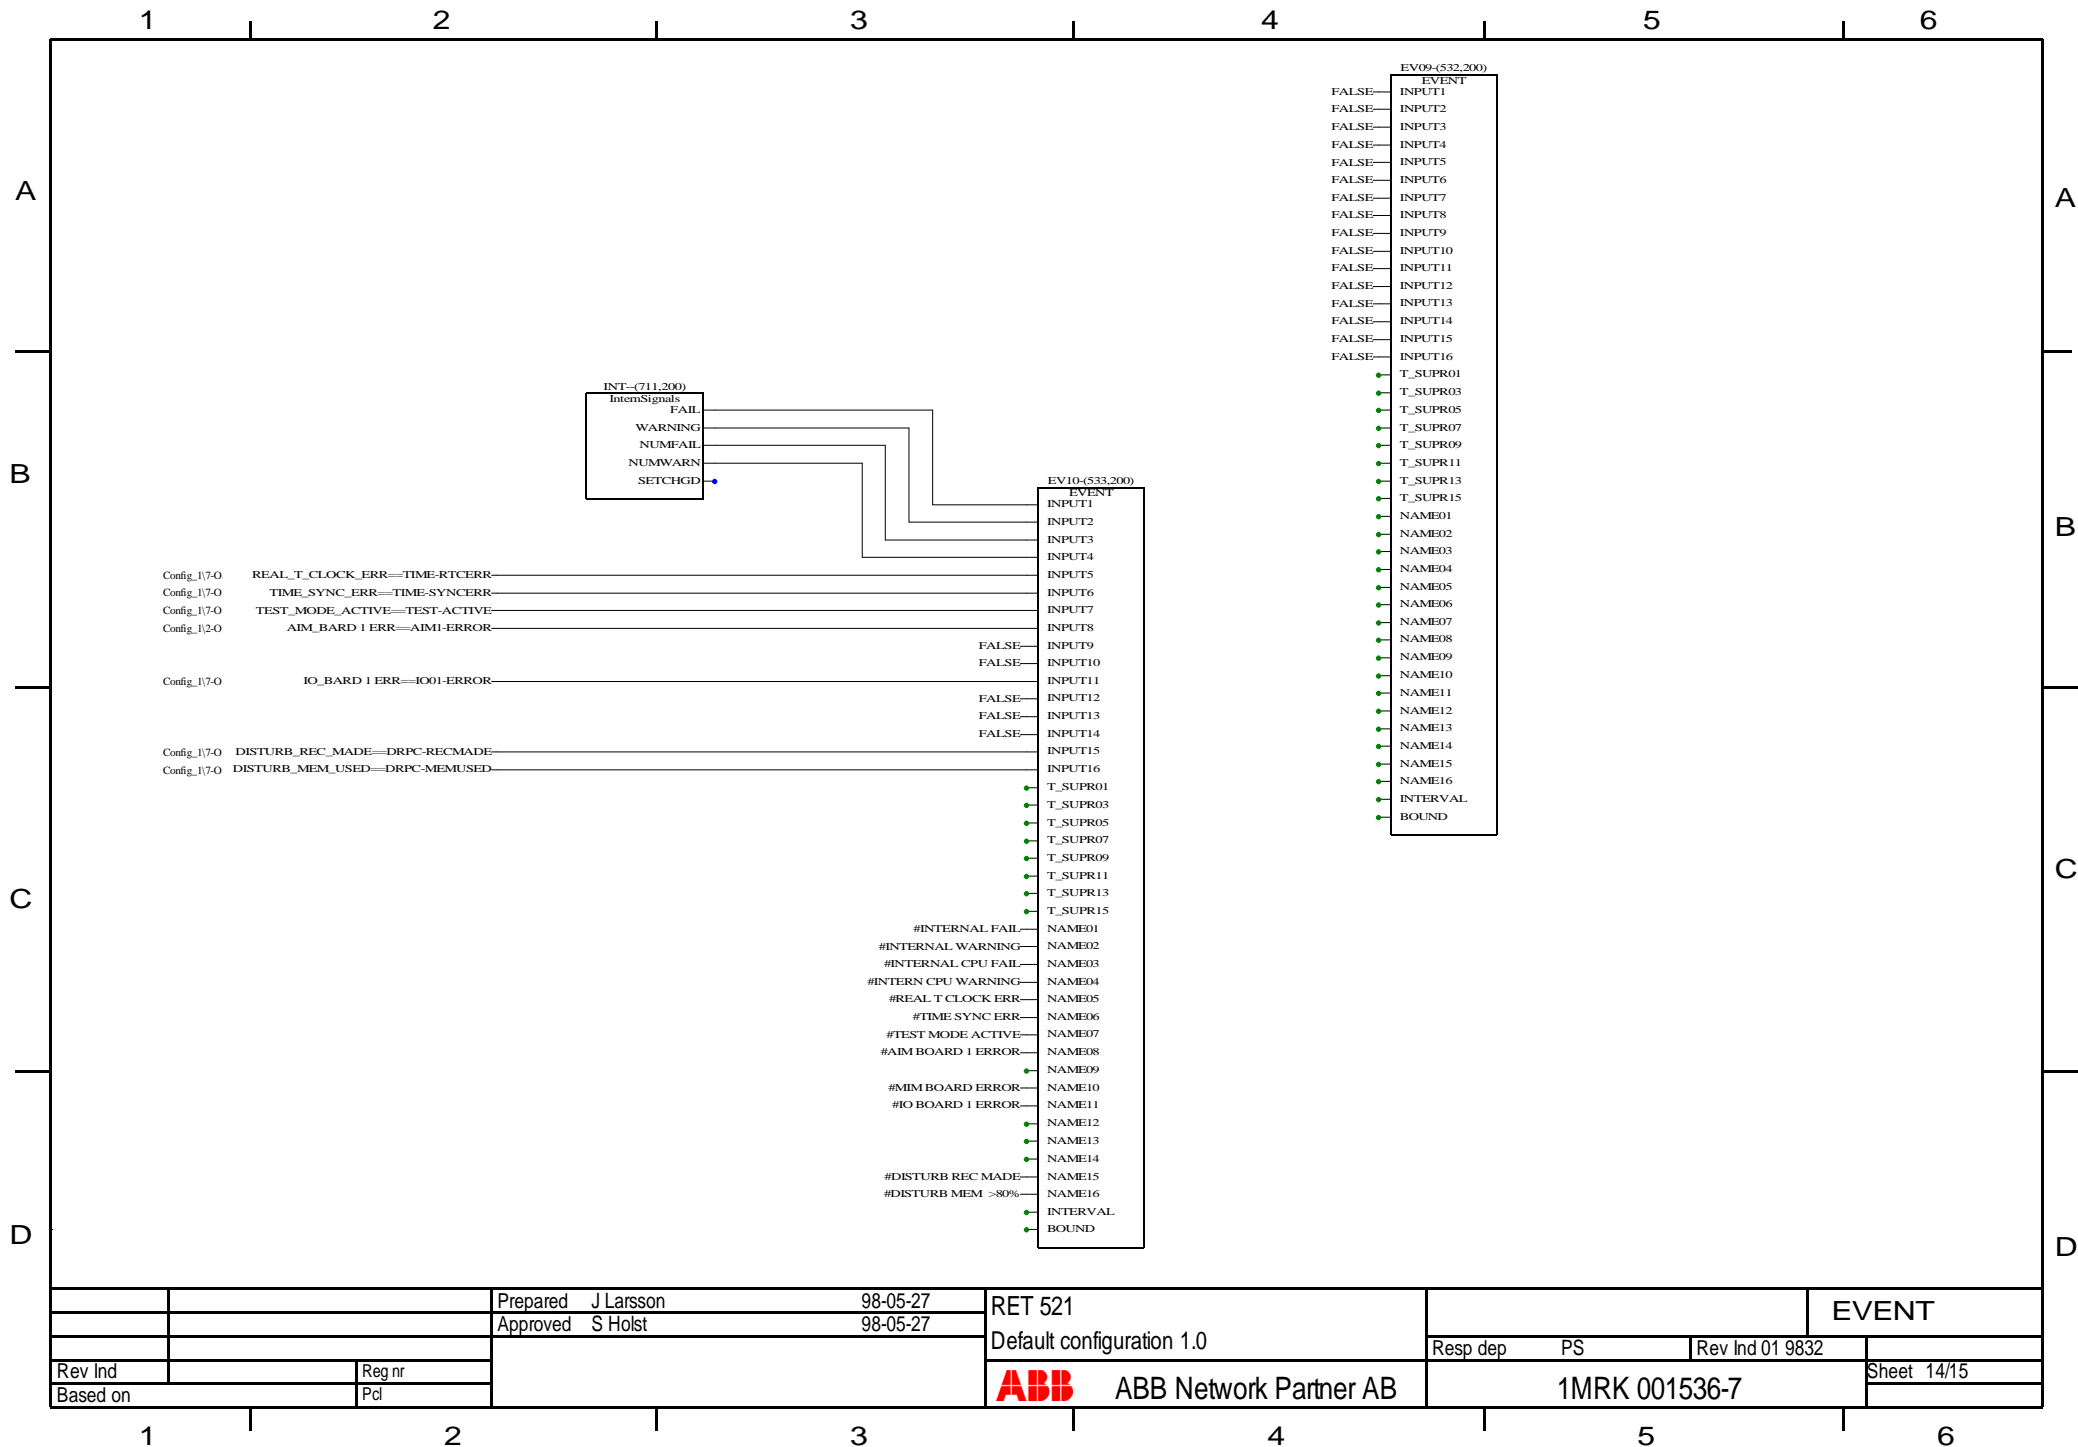 1 2 3 4 5 6
A A
B B
C C
D D
EV09-(532,200)
EVENT
FALSE INPUT1
FALSE INPUT2
FALSE INPUT3
FALSE INPUT4
FALSE INPUT5
FALSE INPUT6
FALSE INPUT7
FALSE INPUT8
FALSE INPUT9
FALSE INPUT10
FALSE INPUT11
FALSE INPUT12
FALSE INPUT13
FALSE INPUT14
FALSE INPUT15
FALSE INPUT16
T_SUPR01
T_SUPR03
T_SUPR05
T_SUPR07
T_SUPR09
T_SUPR11
T_SUPR13
T_SUPR15
NAME01
NAME02
NAME03
NAME04
NAME05
NAME06
NAME07
NAME08
NAME09
NAME10
NAME11
NAME12
NAME13
NAME14
NAME15
NAME16
INTERVAL
BOUND
INT--(711,200)
InternSignals
FAIL
WARNING
NUMFAIL
NUMWARN
SETCHGD
EV10-(533,200)
EVENT
INPUT1
INPUT2
INPUT3
INPUT4
Config_1\7-O REAL_T_CLOCK_ERR==TIME-RTCERR INPUT5
Config_1\7-O TIME_SYNC_ERR==TIME-SYNCERR INPUT6
Config_1\7-O TEST_MODE_ACTIVE==TEST-ACTIVE INPUT7
Config_1\2-O AIM_BARD 1 ERR==AIM1-ERROR INPUT8
FALSE INPUT9
FALSE INPUT10
Config_1\7-O IO_BARD 1 ERR==IO01-ERROR INPUT11
FALSE INPUT12
FALSE INPUT13
FALSE INPUT14
Config_1\7-O DISTURB_REC_MADE==DRPC-RECMADE INPUT15
Config_1\7-O DISTURB_MEM_USED==DRPC-MEMUSED INPUT16
T_SUPR01
T_SUPR03
T_SUPR05
T_SUPR07
T_SUPR09
T_SUPR11
T_SUPR13
T_SUPR15
#INTERNAL FAIL NAME01
#INTERNAL WARNING NAME02
#INTERNAL CPU FAIL NAME03
#INTERN CPU WARNING NAME04
#REAL T CLOCK ERR NAME05
#TIME SYNC ERR NAME06
#TEST MODE ACTIVE NAME07
#AIM BOARD 1 ERROR NAME08
NAME09
#MIM BOARD ERROR NAME10
#IO BOARD 1 ERROR NAME11
NAME12
NAME13
NAME14
#DISTURB REC MADE NAME15
#DISTURB MEM >80% NAME16
INTERVAL
BOUND
Prepared J Larsson 98-05-27
Approved S Holst 98-05-27
Rev Ind Reg nr
Based on Pcl
RET 521
Default configuration 1.0
ABB ABB Network Partner AB
EVENT
Resp dep PS Rev Ind 01 9832
1MRK 001536-7
Sheet 14/15
1 2 3 4 5 6